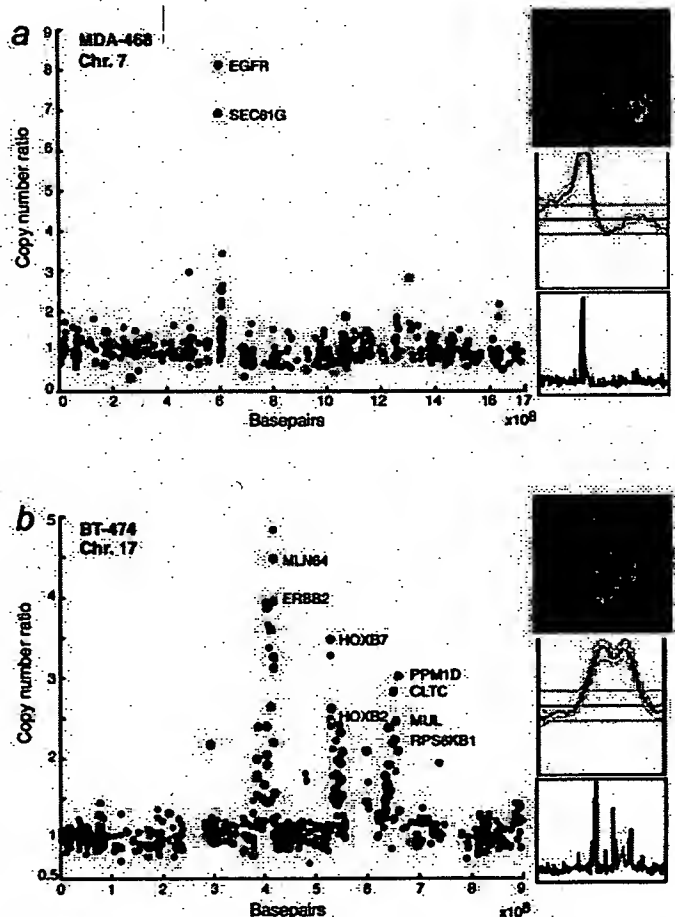 a
MDA-468
Chr. 7
Copy number ratio
9
8
7
6
5
4
3
2
1
0
EGFR
SEC61G
0 2 4 6 8 10 12 14 16 17
Basepairs
x10⁸
b
BT-474
Chr. 17
Copy number ratio
5
4
3
2
1
0.5
MLN64
ERBB2
HOXB7
PPM1D
CLTC
HOXB2
MUL
RPS6KB1
0 1 2 3 4 5 6 7 8 9
Basepairs
x10⁸